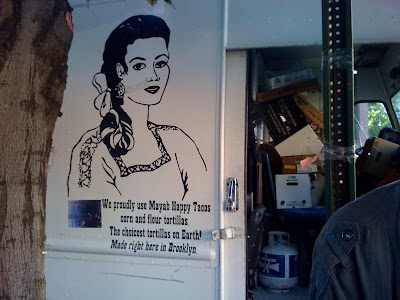 We proudly use Mayab Happy Tacos
corn and flour tortillas.
The choicest tortillas on Earth!
Made right here in Brooklyn